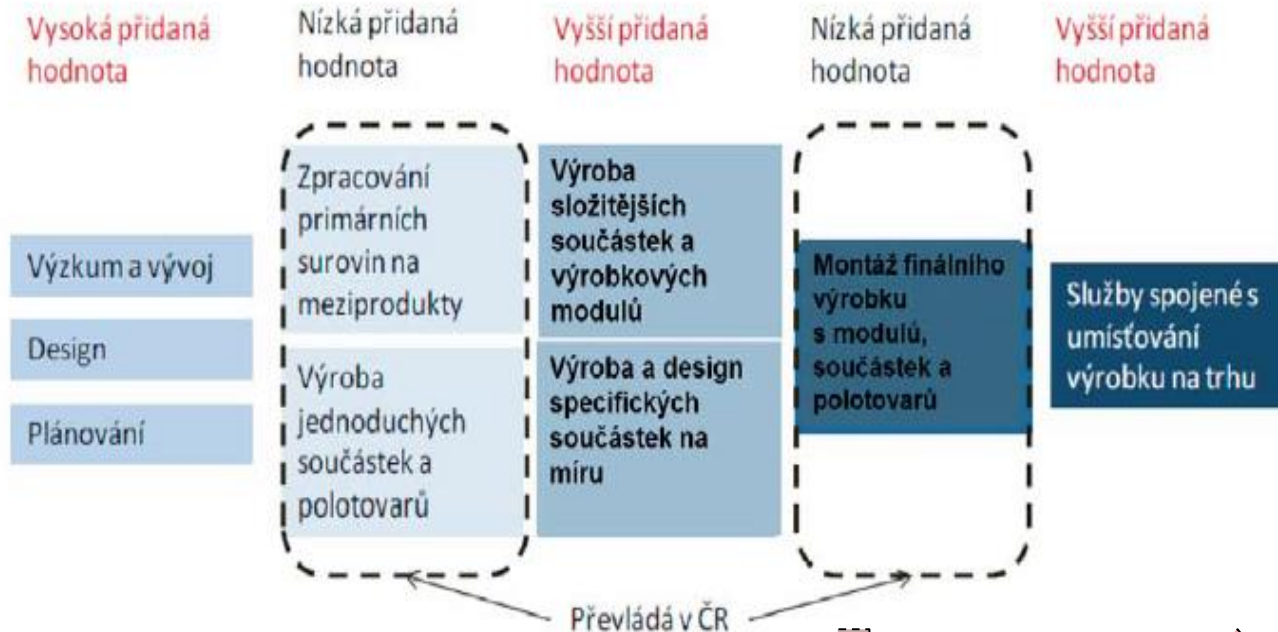 Vysoká přidaná
hodnota
Nízká přidaná
hodnota
Vyšší přidaná
hodnota
Nízká přidaná
hodnota
Vyšší přidaná
hodnota
Výzkum a vývoj
Design
Plánování
Zpracování
primárních
surovin na
meziprodukty
Výroba
jednoduchých
součástek a
polotovarů
Výroba
složitějších
součástek a
výrobkových
modulů
Výroba a design
specifických
součástek na
míru
Montáž finálního
výrobku
s modulů,
součástek a
polotovarů
Služby spojené s
umísťování
výrobku na trhu
Převládá v ČR